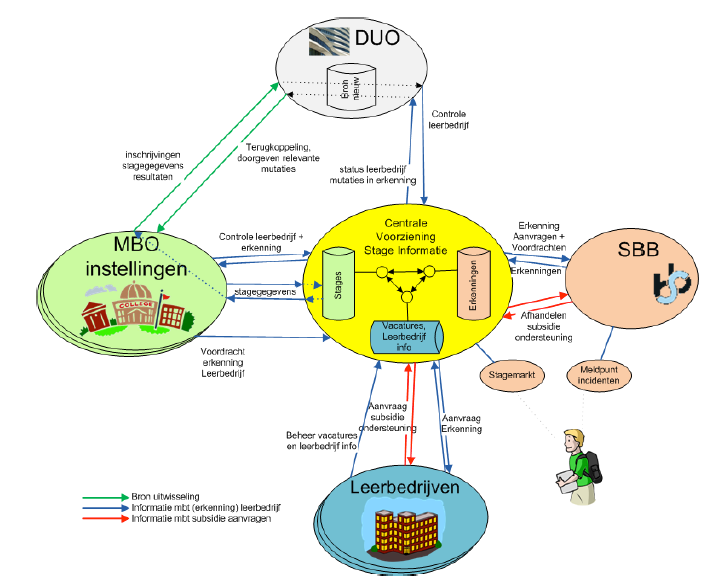 DUO
Bron
nieuw
Controle
leerbedrijf
inschrijvingen
stagegegevens
resultaten
Terugkoppeling,
doorgeven relevante
mutaties
status leerbedrijf
mutaties in erkenning
MBO
instellingen
COLLEGE
Controle leerbedrijf +
erkenning
stagegegevens
Voordracht
erkenning
Leerbedrijf
Centrale
Voorziening
Stage Informatie
Stages
Erkenningen
Vacatures,
Leerbedrijf
info
Erkenning
Aanvragen +
Voordrachten
Erkenningen
SBB
Afhandelen
subsidie
ondersteuning
Stagemarkt
Meldpunt
incidenten
Beheer vacatures
en leerbedrijf info
Aanvraag
subsidie
ondersteuning
Aanvraag
Erkenning
Leerbedrijven
Bron uitwisseling
Informatie mbt (erkenning) leerbedrijf
Informatie mbt subsidie aanvragen